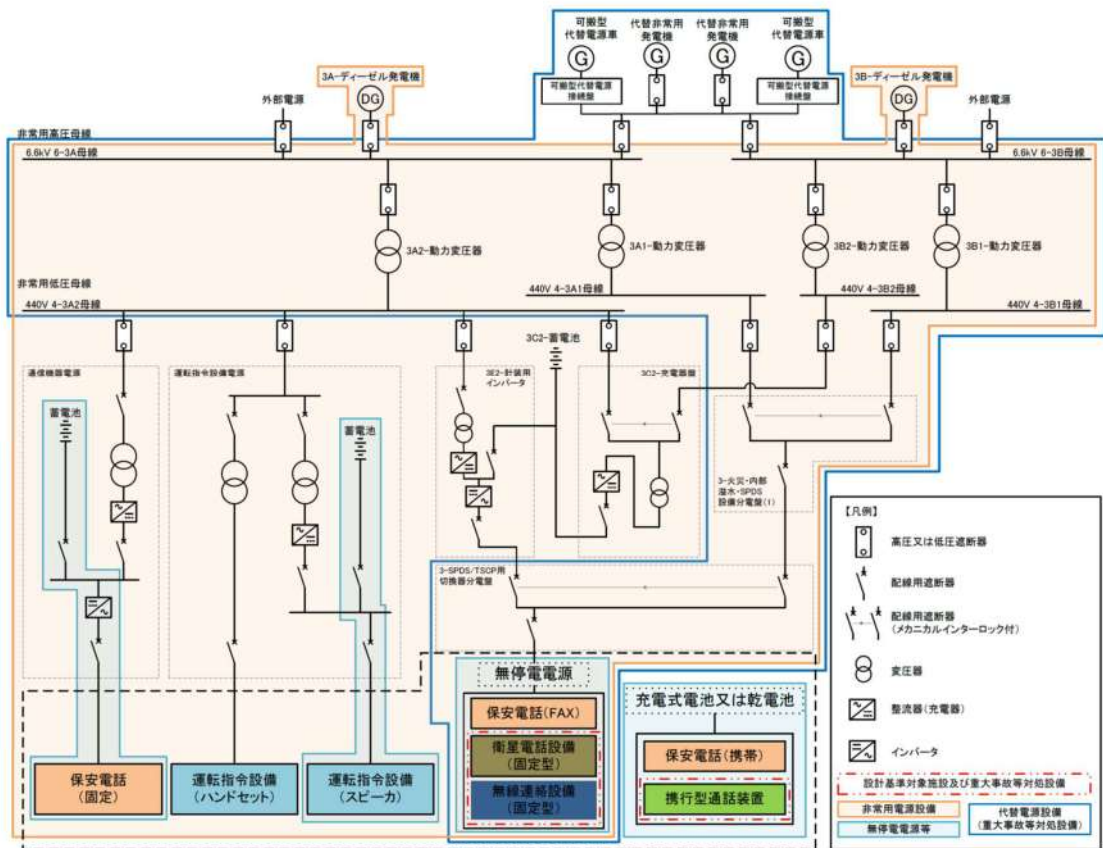 可搬型
代替電源車
代替非常用
発電機
代替非常用
発電機
可搬型
代替電源車
G
G
G
G
可搬型代替電源
接続盤
可搬型代替電源
接続盤
3A-ディーゼル発電機
DG
3B-ディーゼル発電機
DG
外部電源
外部電源
非常用高圧母線
6.6kV 6-3A母線
6.6kV 6-3B母線
3A2-動力変圧器
3A1-動力変圧器
3B2-動力変圧器
3B1-動力変圧器
非常用低圧母線
440V 4-3A2母線
440V 4-3A1母線
440V 4-3B2母線
440V 4-3B1母線
通信機器電源
蓄電池
運転指令設備電源
蓄電池
3E2-計装用
インバータ
3C2-蓄電池
3C2-充電器盤
3-火災・内部
溢水・SPDS
設備分電盤(1)
3-SPDS/TSCP用
切換器分電盤
無停電電源
保安電話(FAX)
衛星電話設備
(固定型)
無線連絡設備
(固定型)
充電式電池又は乾電池
保安電話(携帯)
携行型通話装置
保安電話
(固定)
運転指令設備
(ハンドセット)
運転指令設備
(スピーカ)
【凡例】
高圧又は低圧遮断器
配線用遮断器
配線用遮断器
(メカニカルインターロック付)
変圧器
整流器(充電器)
インバータ
設計基準対象施設及び重大事故等対処設備
非常用電源設備
無停電電源等
代替電源設備
(重大事故等対処設備)